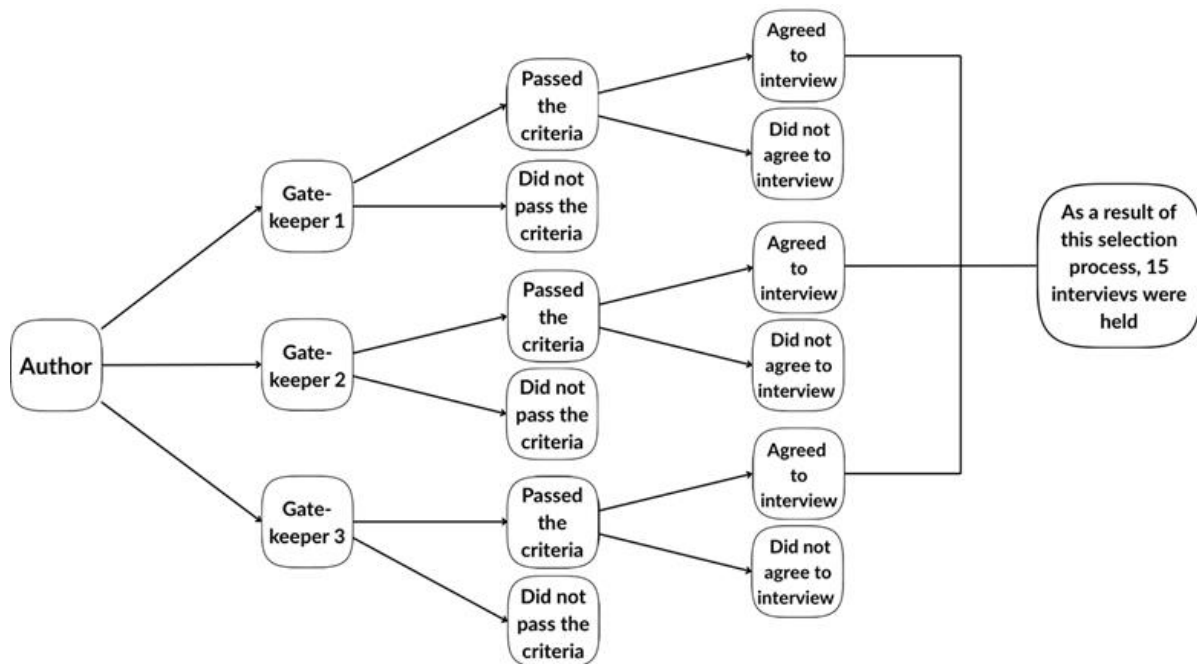 Author
Gate-
keeper 1
Gate-
keeper 2
Gate-
keeper 3
Passed
the
criteria
Did not
pass the
criteria
Passed
the
criteria
Did not
pass the
criteria
Passed
the
criteria
Did not
pass the
criteria
Agreed
to
interview
Did not
agree to
interview
Agreed
to
interview
Did not
agree to
interview
Agreed
to
interview
Did not
agree to
interview
As a result of
this selection
process, 15
intervievs were
held